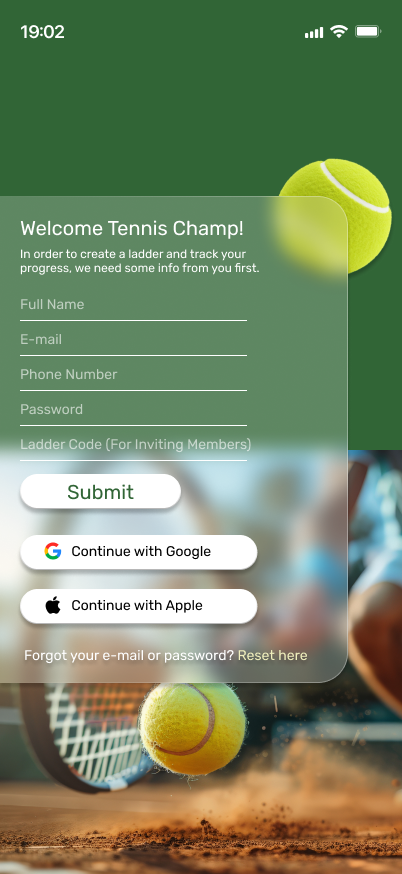 19:02
Welcome Tennis Champ!
In order to create a ladder and track your
progress, we need some info from you first.
Full Name
E-mail
Phone Number
Password
Ladder Code (For Inviting Members)
Submit
Continue with Google
Continue with Apple
Forgot your e-mail or password? Reset here